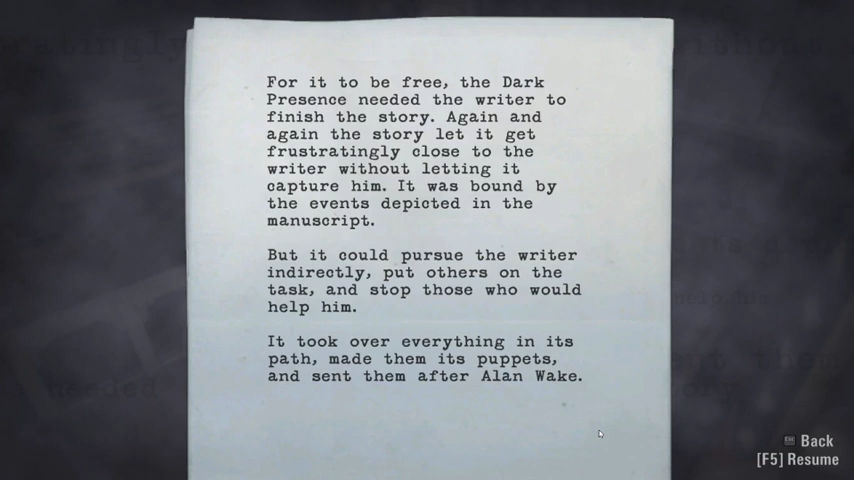 For it to be free, the Dark
Presence needed the writer to
finish the story. Again and
again the story let it get
frustratingly close to the
writer without letting it
capture him. It was bound by
the events depicted in the
manuscript.
But it could pursue the writer
indirectly, put others on the
task, and stop those who would
help him.
It took over everything in its
path, made them its puppets,
and sent them after Alan Wake.
Back
[F5] Resume